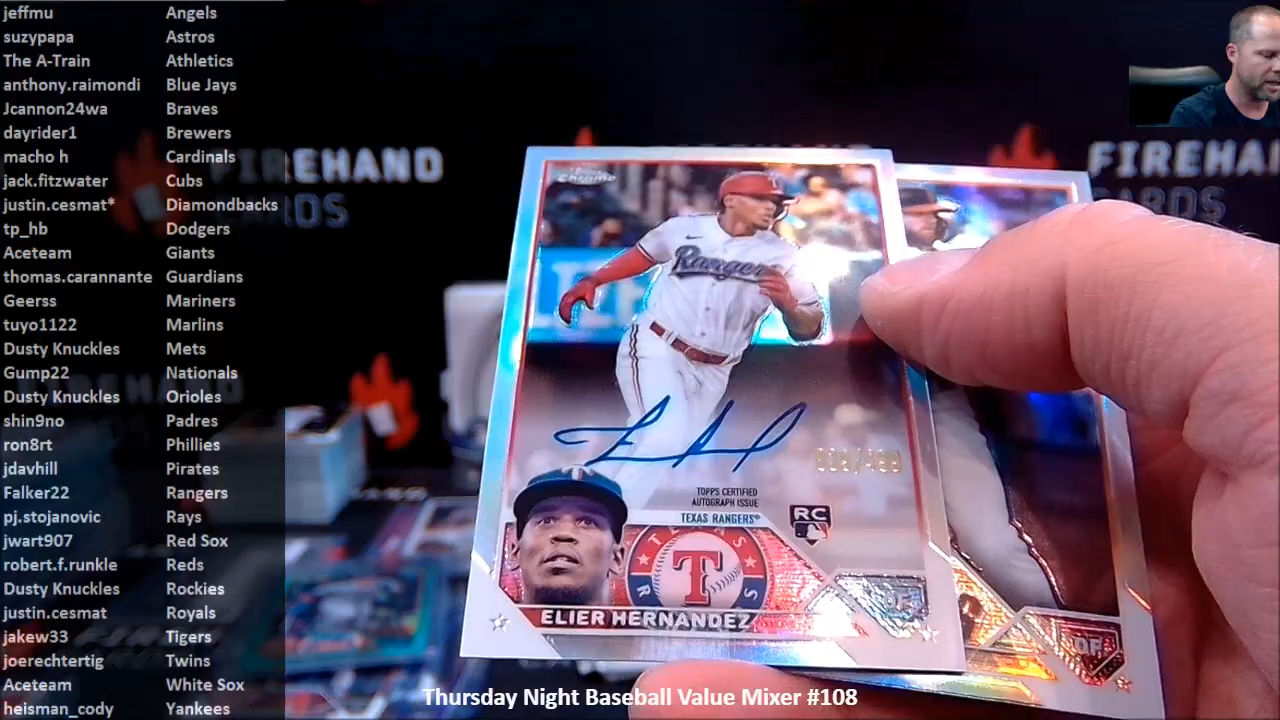 jeffmu Angels
suzypapa Astros
The A-Train Athletics
anthony.raimondi Blue Jays
Jcannon24wa Braves
dayrider1 Brewers
macho h Cardinals
jack.fitzwater Cubs
justin.cesmat* Diamondbacks
tp_hb Dodgers
Aceteam Giants
thomas.carannante Guardians
Geerss Mariners
tuyo1122 Marlins
Dusty Knuckles Mets
Gump22 Nationals
Dusty Knuckles Orioles
shin9no Padres
ron8rt Phillies
jdavhill Pirates
Falker22 Rangers
pj.stojanovic Rays
jwart907 Red Sox
robert.f.runkle Reds
Dusty Knuckles Rockies
justin.cesmat Royals
jakew33 Tigers
joerechtertig Twins
Aceteam White Sox
heisman_cody Yankees
FIREHAND
CARDS
FIREHA
CARDS
Chrome
Rangers
TOPPS CERTIFIED
AUTOGRAPH ISSUE
TEXAS RANGERS
RC
TEXAS
T
ELIER HERNANDEZ
OF
OF
Thursday Night Baseball Value Mixer #108